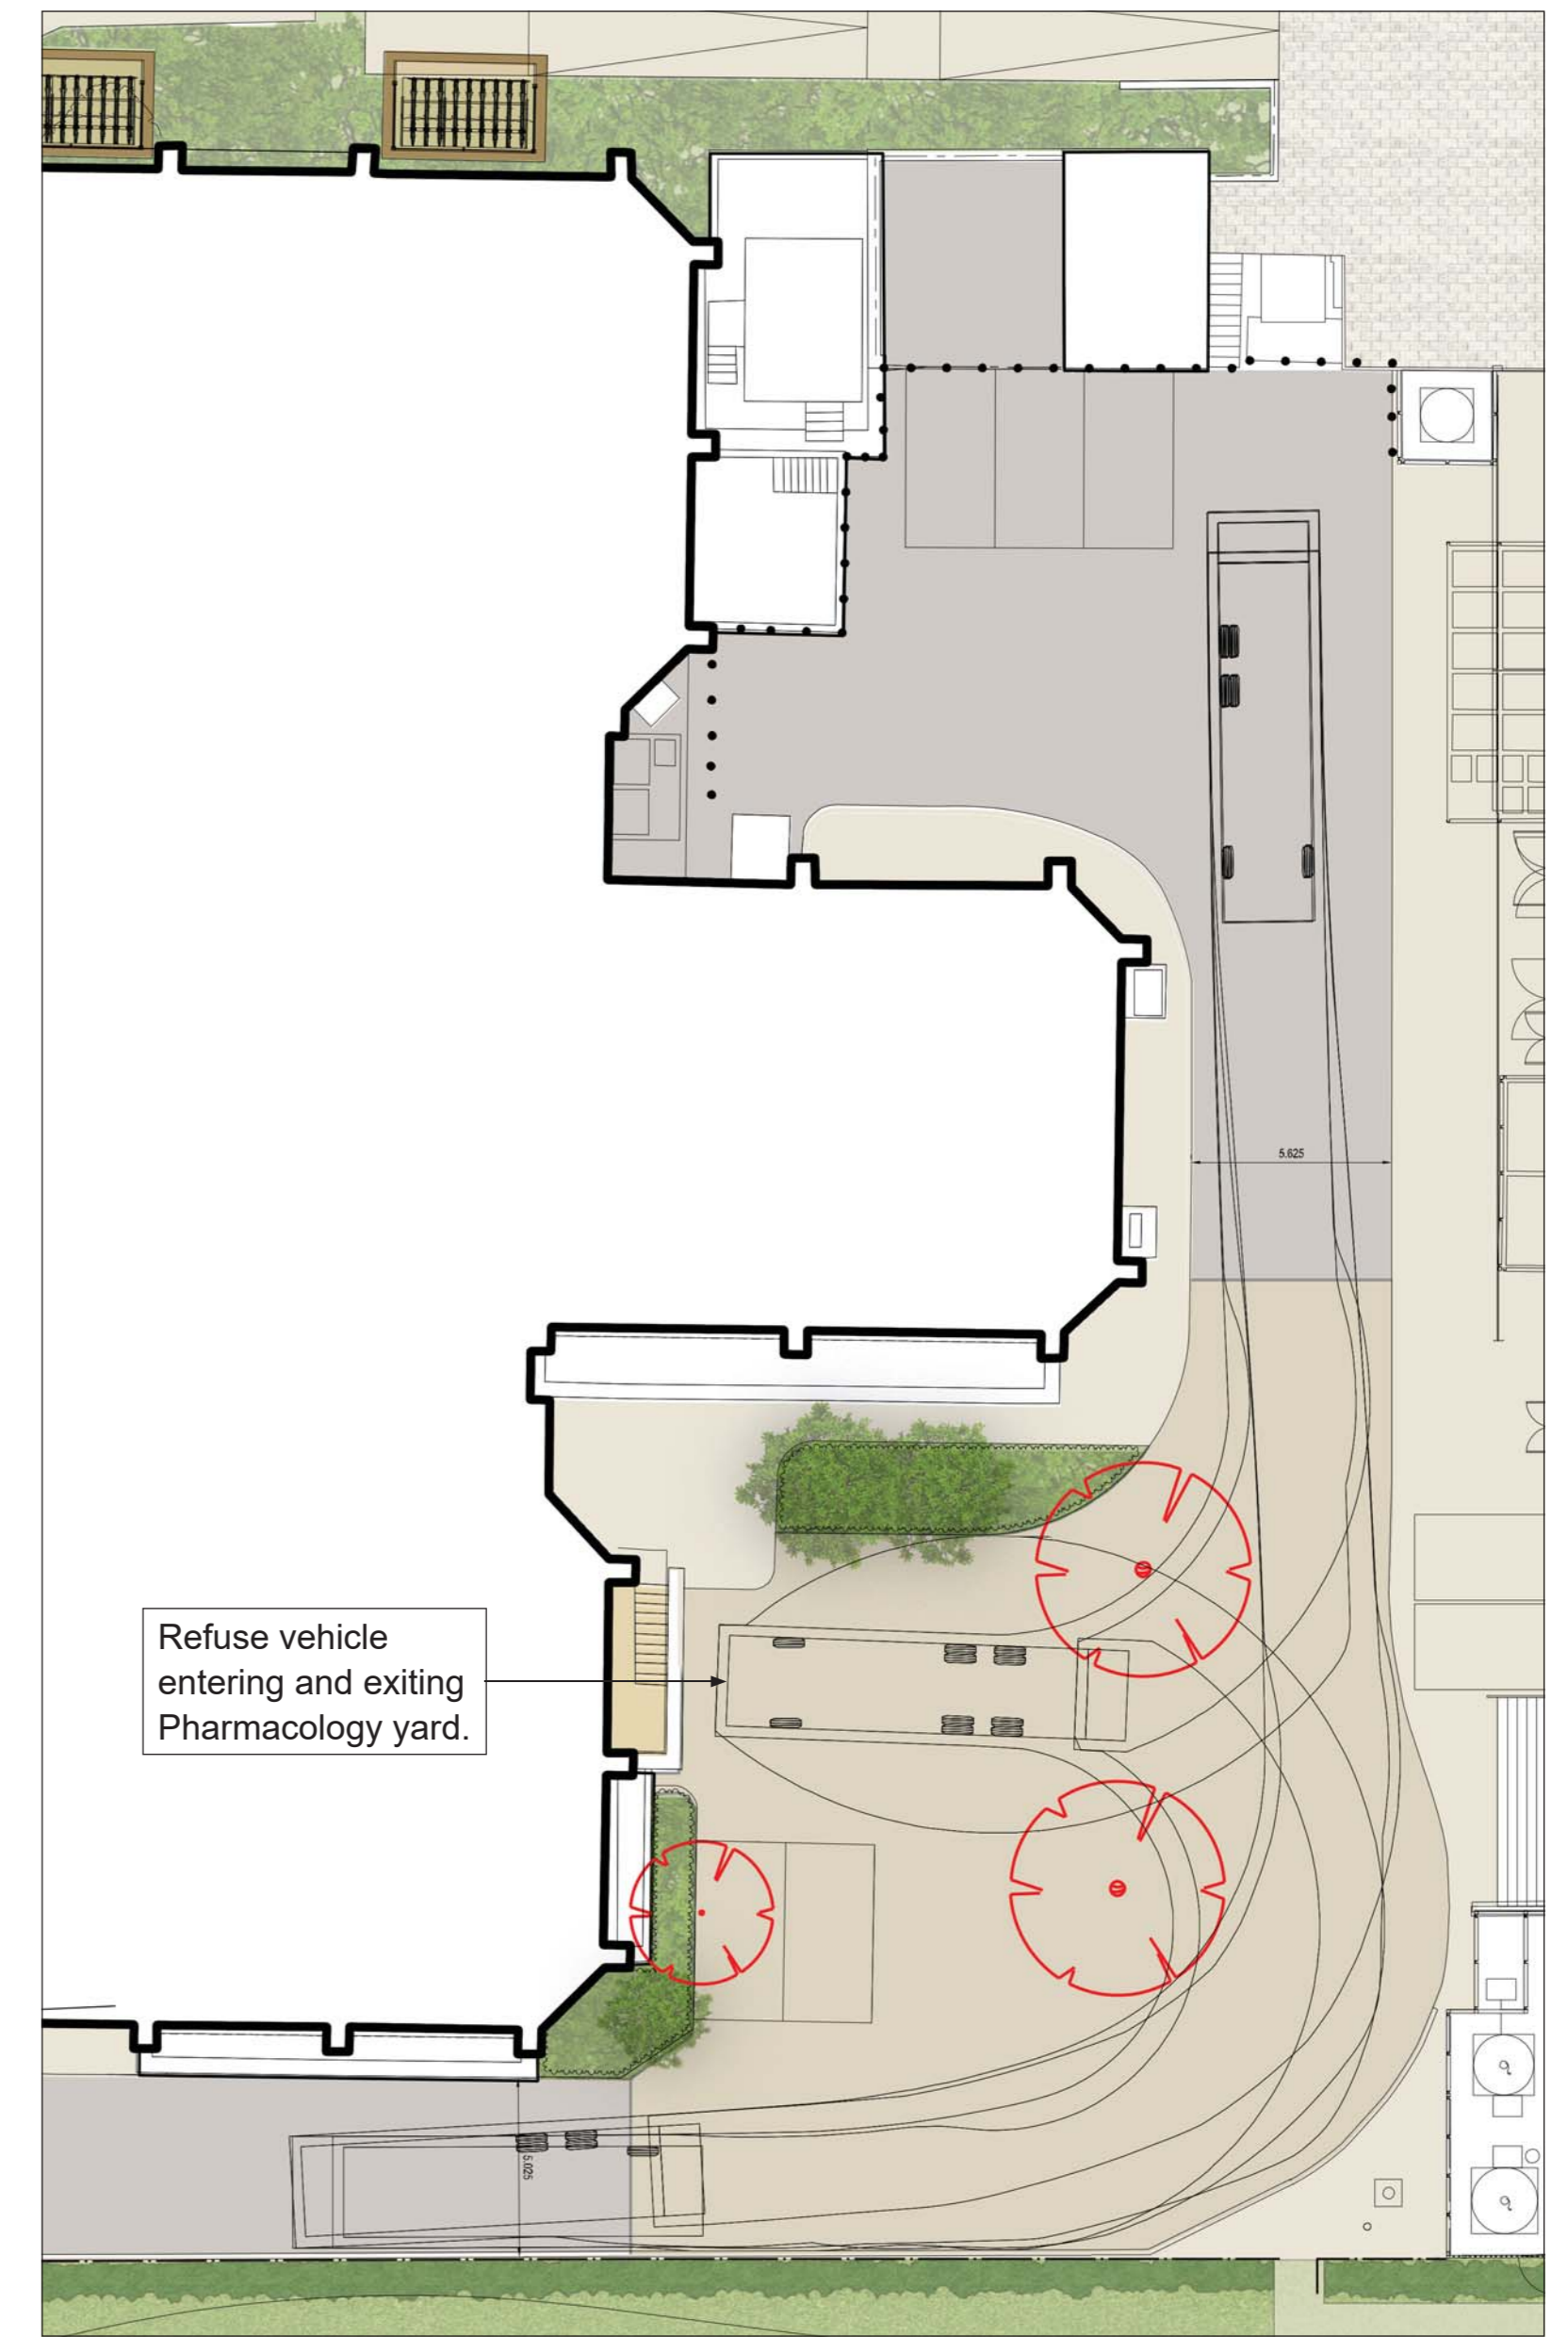 5.625
Refuse vehicle
entering and exiting
Pharmacology yard.
5.025